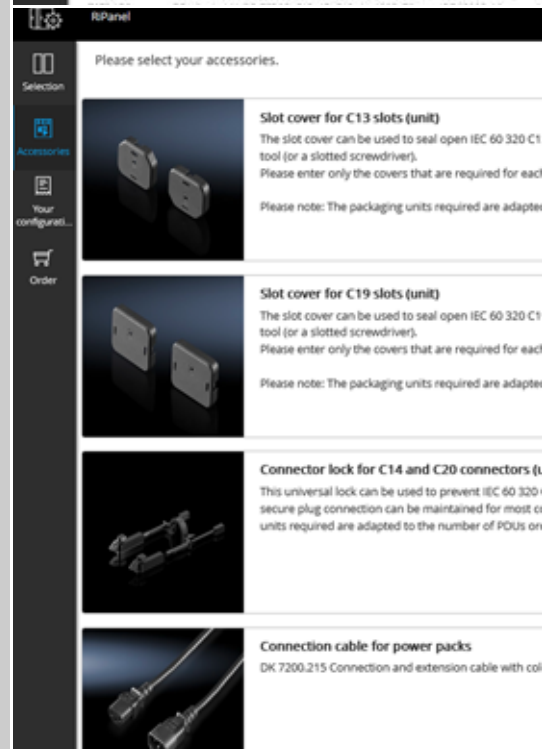 RiPanel
Selection
Accessories
Your
configurati...
Order
Please select your accessories.
Slot cover for C13 slots (unit)
The slot cover can be used to seal open IEC 60 320 C1
tool (or a slotted screwdriver).
Please enter only the covers that are required for each
Please note: The packaging units required are adapted
Slot cover for C19 slots (unit)
The slot cover can be used to seal open IEC 60 320 C1
tool (or a slotted screwdriver).
Please enter only the covers that are required for each
Please note: The packaging units required are adapted
Connector lock for C14 and C20 connectors (u
This universal lock can be used to prevent IEC 60 320
secure plug connection can be maintained for most co
units required are adapted to the number of PDUs or
Connection cable for power packs
DK 7200.215 Connection and extension cable with col